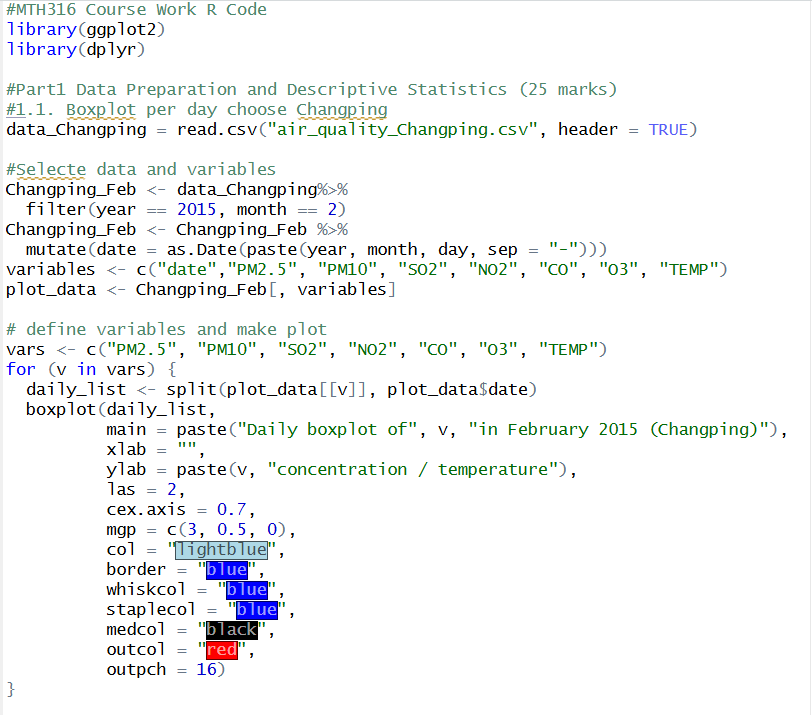 #MTH316 Course Work R Code
library(ggplot2)
library(dplyr)

#Part1 Data Preparation and Descriptive Statistics (25 marks)
#1.1. Boxplot per day choose Changping
data_Changping = read.csv("air_quality_Changping.csv", header = TRUE)

#Selecte data and variables
Changping_Feb <- data_Changping%>%
  filter(year == 2015, month == 2)
Changping_Feb <- Changping_Feb %>%
  mutate(date = as.Date(paste(year, month, day, sep = "-")))
variables <- c("date","PM2.5", "PM10", "SO2", "NO2", "CO", "O3", "TEMP")
plot_data <- Changping_Feb[, variables]

# define variables and make plot
vars <- c("PM2.5", "PM10", "SO2", "NO2", "CO", "O3", "TEMP")
for (v in vars) {
  daily_list <- split(plot_data[[v]], plot_data$date)
  boxplot(daily_list,
          main = paste("Daily boxplot of", v, "in February 2015 (Changping)"),
          xlab = "",
          ylab = paste(v, "concentration / temperature"),
          las = 2,
          cex.axis = 0.7,
          mgp = c(3, 0.5, 0),
          col = "lightblue",
          border = "blue",
          whiskcol = "blue",
          staplecol = "blue",
          medcol = "black",
          outcol = "red",
          outpch = 16)
}